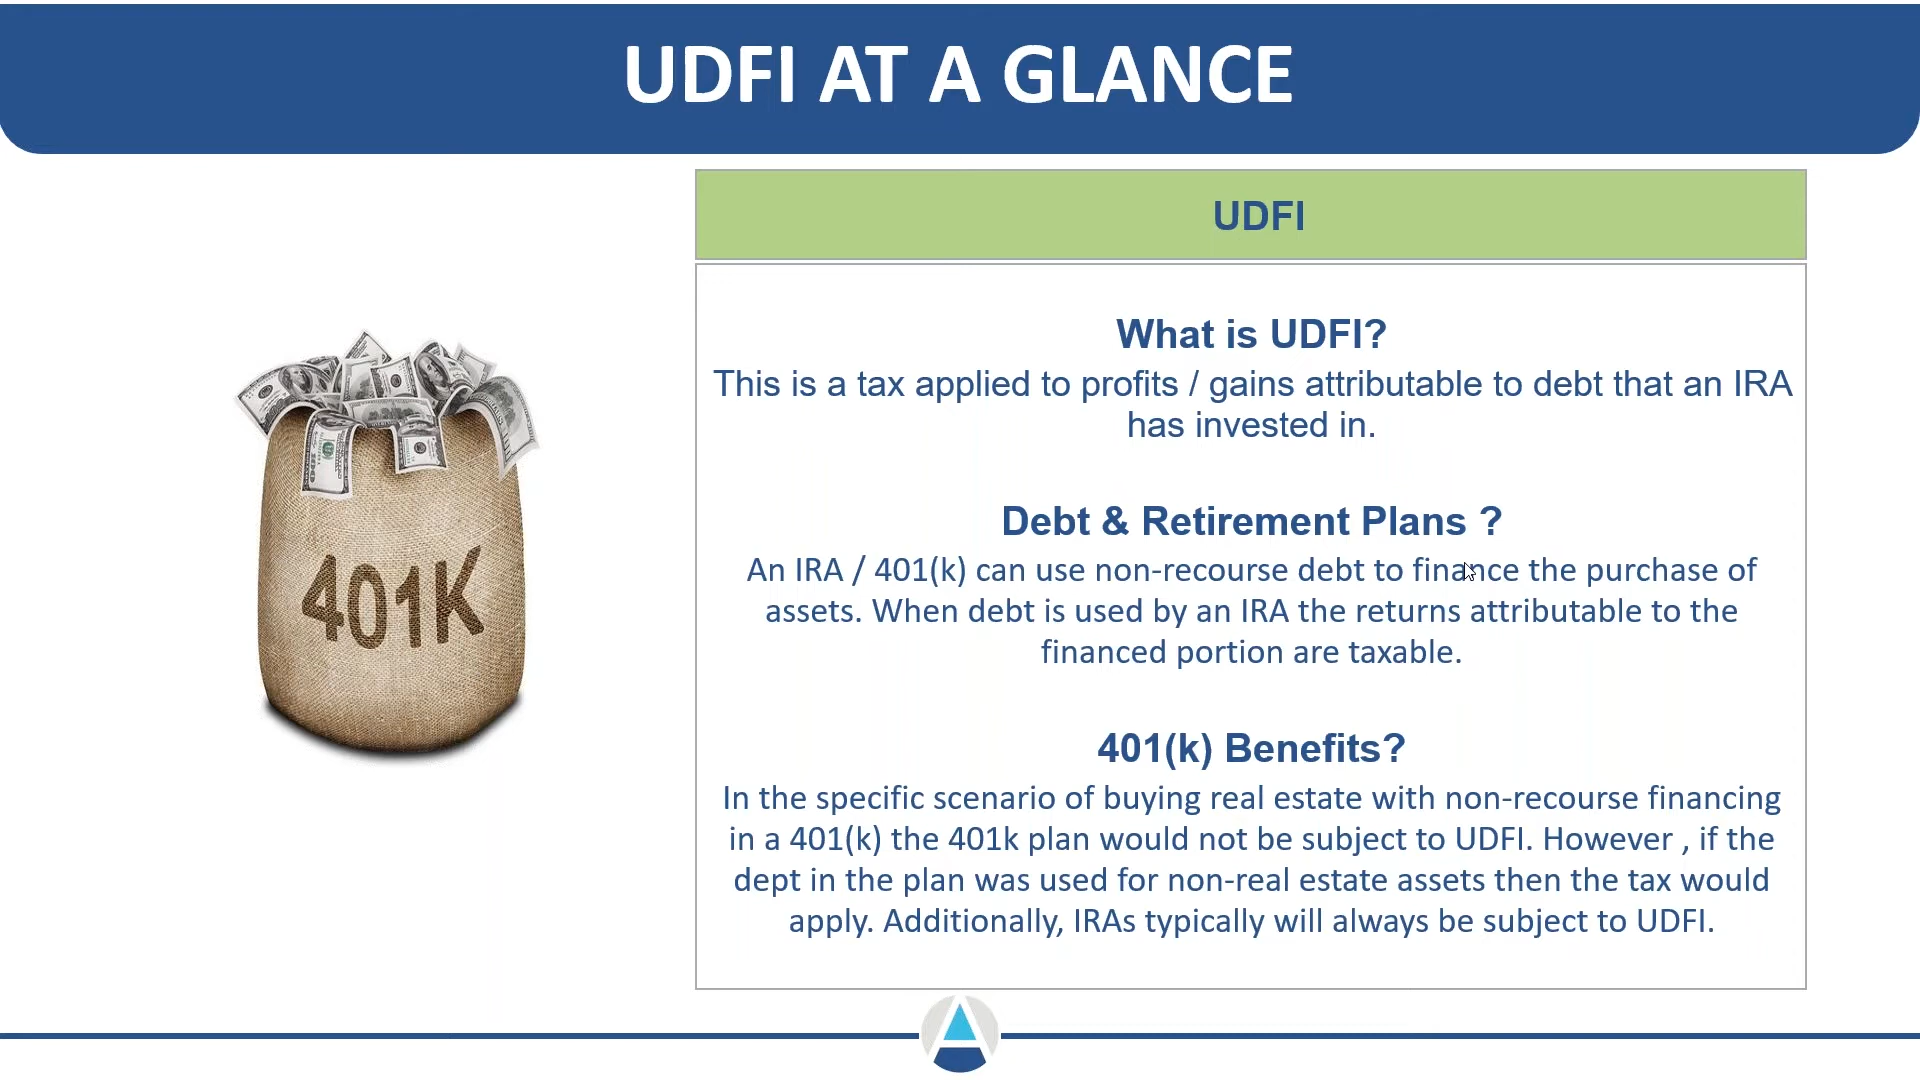 UDFI AT A GLANCE
UDFI
What is UDFI?
This is a tax applied to profits / gains attributable to debt that an IRA
has invested in.
Debt & Retirement Plans ?
An IRA / 401(k) can use non-recourse debt to finance the purchase of
assets. When debt is used by an IRA the returns attributable to the
financed portion are taxable.
401(k) Benefits?
In the specific scenario of buying real estate with non-recourse financing
in a 401(k) the 401k plan would not be subject to UDFI. However , if the
dept in the plan was used for non-real estate assets then the tax would
apply. Additionally, IRAs typically will always be subject to UDFI.
401K